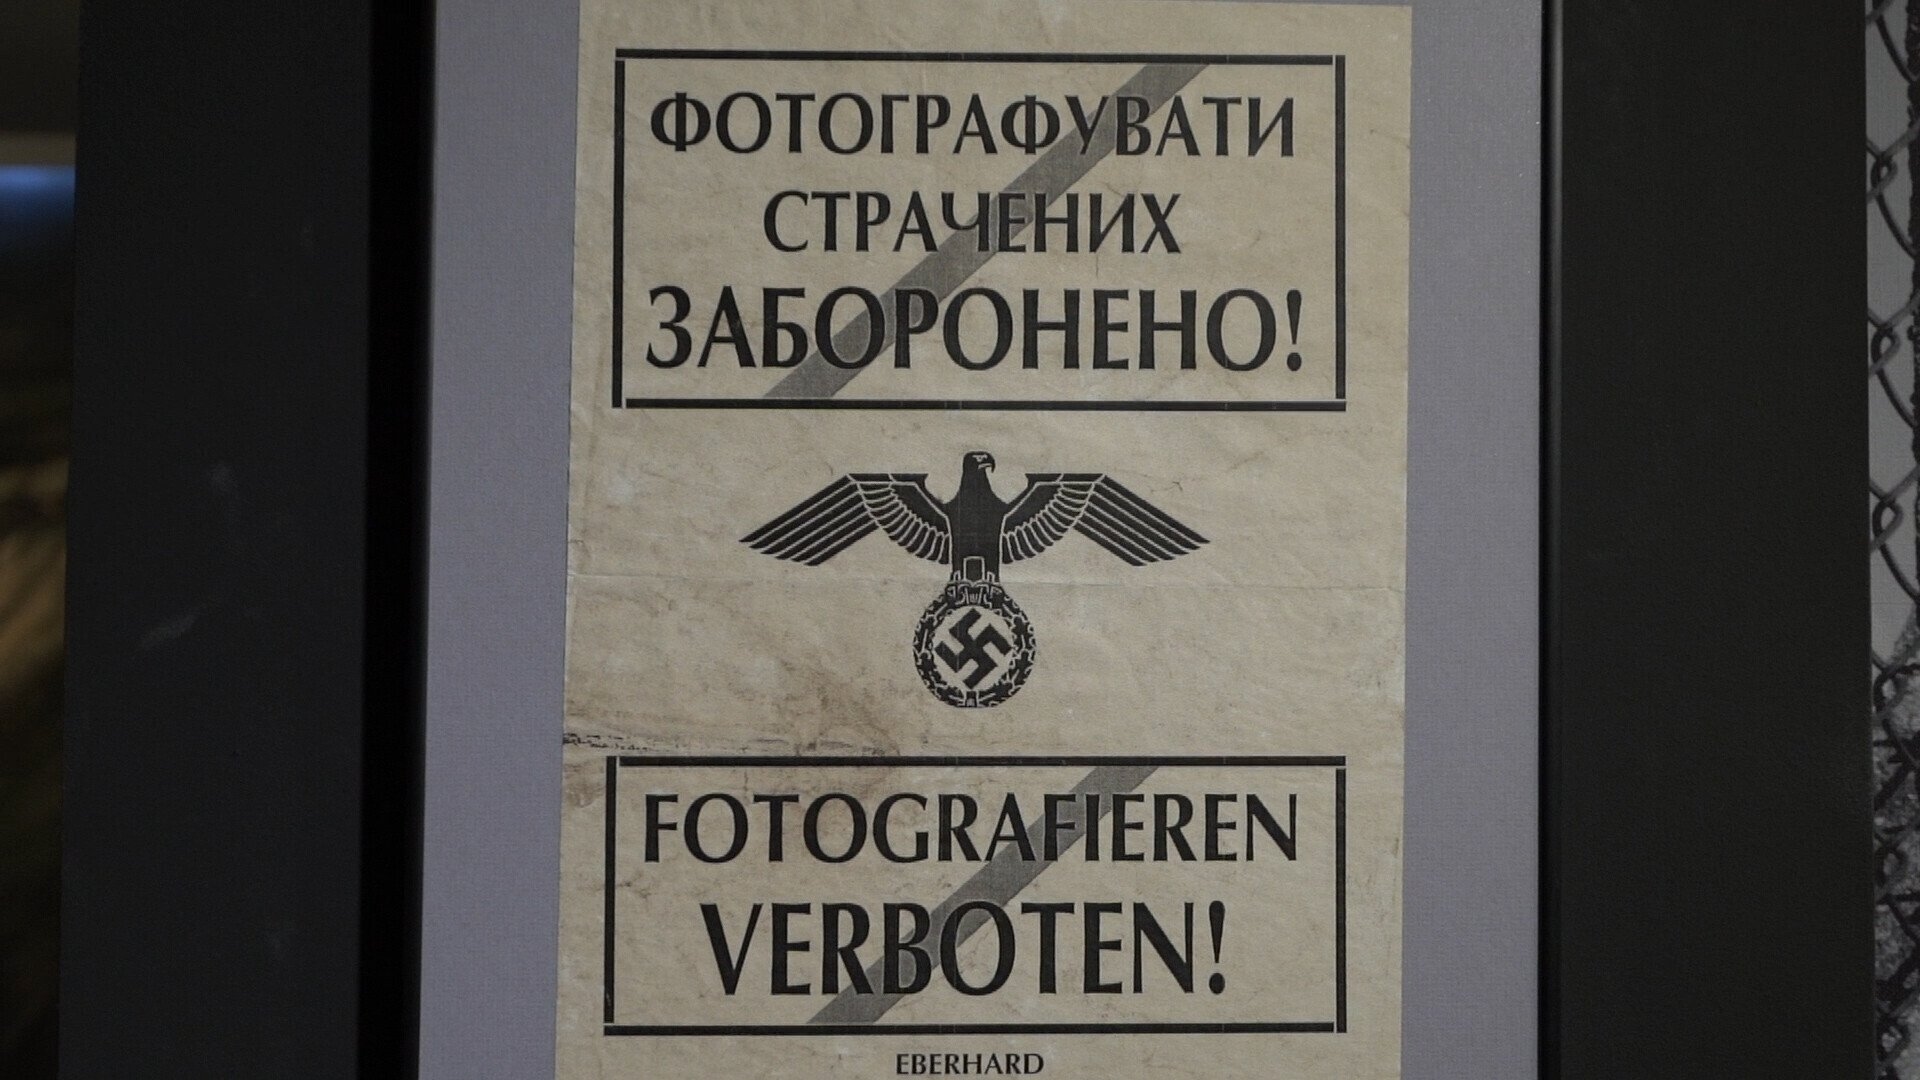 ФОТОГРАФУВАТИ
СТРАЧЕНИХ
ЗАБОРОНЕНО!
FOTOGRAFIEREN
VERBOTEN!
EBERHARD